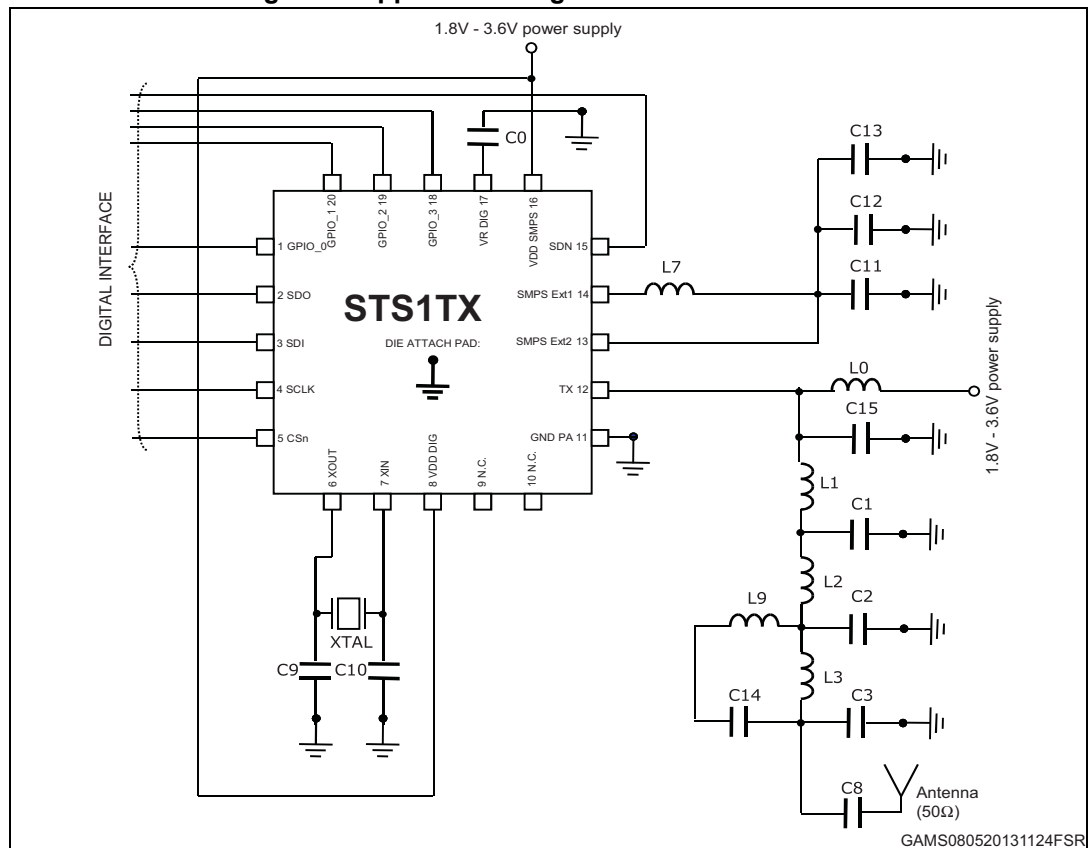 1.8V - 3.6V power supply
C0
C13
C12
C11
DIGITAL INTERFACE
GPIO_1 20
GPIO_2 19
GPIO_3 18
VR DIG 17
VDD SMPS 16
1 GPIO_0
SDN 15
L7
2 SDO
SMPS Ext1 14
STS1TX
3 SDI
DIE ATTACH PAD:
SMPS Ext2 13
4 SCLK
TX 12
L0
1.8V - 3.6V power supply
C15
5 CSn
GND PA 11
6 XOUT
7 XIN
8 VDD DIG
9 N.C.
10 N.C.
L1
C1
L2
C2
L9
XTAL
C9
C10
L3
C14
C3
C8
Antenna
(50Ω)
GAMS080520131124FSR